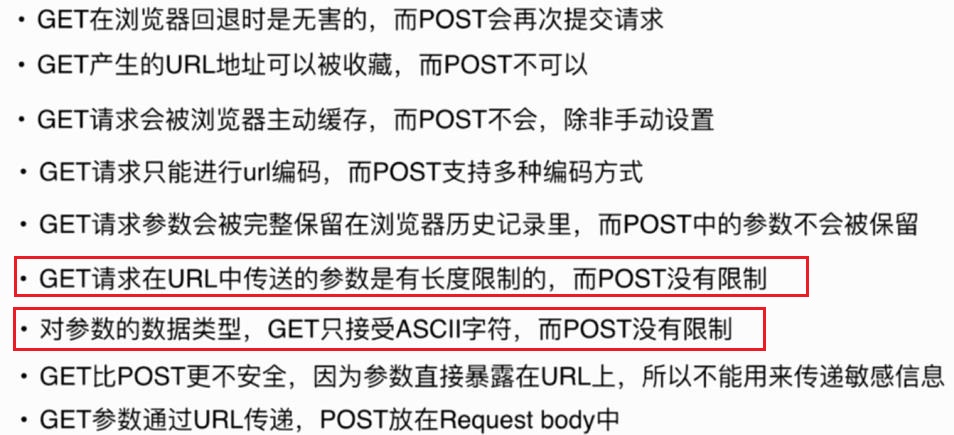 • GET在浏览器回退时是无害的，而POST会再次提交请求
• GET产生的URL地址可以被收藏，而POST不可以
• GET请求会被浏览器主动缓存，而POST不会，除非手动设置
• GET请求只能进行url编码，而POST支持多种编码方式
• GET请求参数会被完整保留在浏览器历史记录里，而POST中的参数不会被保留
• GET请求在URL中传送的参数是有长度限制的，而POST没有限制
• 对参数的数据类型，GET只接受ASCII字符，而POST没有限制
• GET比POST更不安全，因为参数直接暴露在URL上，所以不能用来传递敏感信息
• GET参数通过URL传递，POST放在Request body中